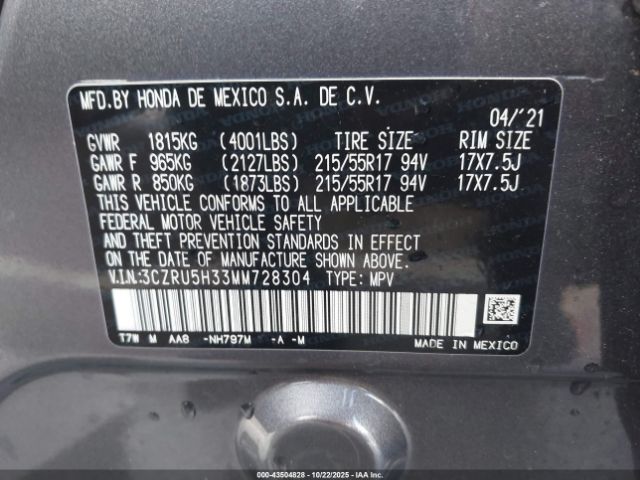 MFD.BY HONDA DE MEXICO S.A. DE C.V.
04/'21
GVWR 1815KG (4001LBS) TIRE SIZE RIM SIZE
GAWR F 965KG (2127LBS) 215/55R17 94V 17X7.5J
GAWR R 850KG (1873LBS) 215/55R17 94V 17X7.5J
THIS VEHICLE CONFORMS TO ALL APPLICABLE
FEDERAL MOTOR VEHICLE SAFETY
AND THEFT PREVENTION STANDARDS IN EFFECT
ON THE DATE OF MANUFACTURE SHOWN ABOVE.
V.I.N:3CZRU5H33MM728304 TYPE: MPV
T7W M AA8 -NH797M -A -M
MADE IN MEXICO
000-43504828 - 10/22/2025 - Copyright © 2025 IAA, LLC